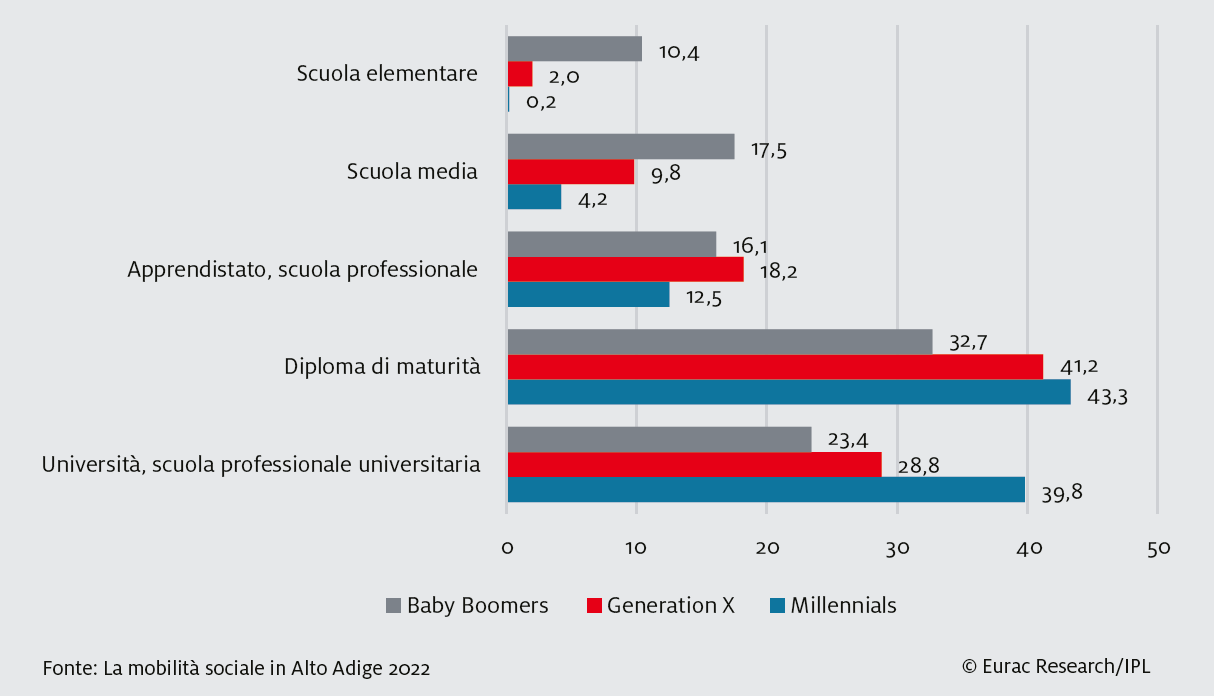 Scuola elementare
10,4
2,0
0,2
Scuola media
17,5
9,8
4,2
Apprendistato, scuola professionale
16,1
18,2
12,5
Diploma di maturità
32,7
41,2
43,3
Università, scuola professionale universitaria
23,4
28,8
39,8
0 10 20 30 40 50
Baby Boomers Generation X Millennials
Fonte: La mobilità sociale in Alto Adige 2022
© Eurac Research/IPL